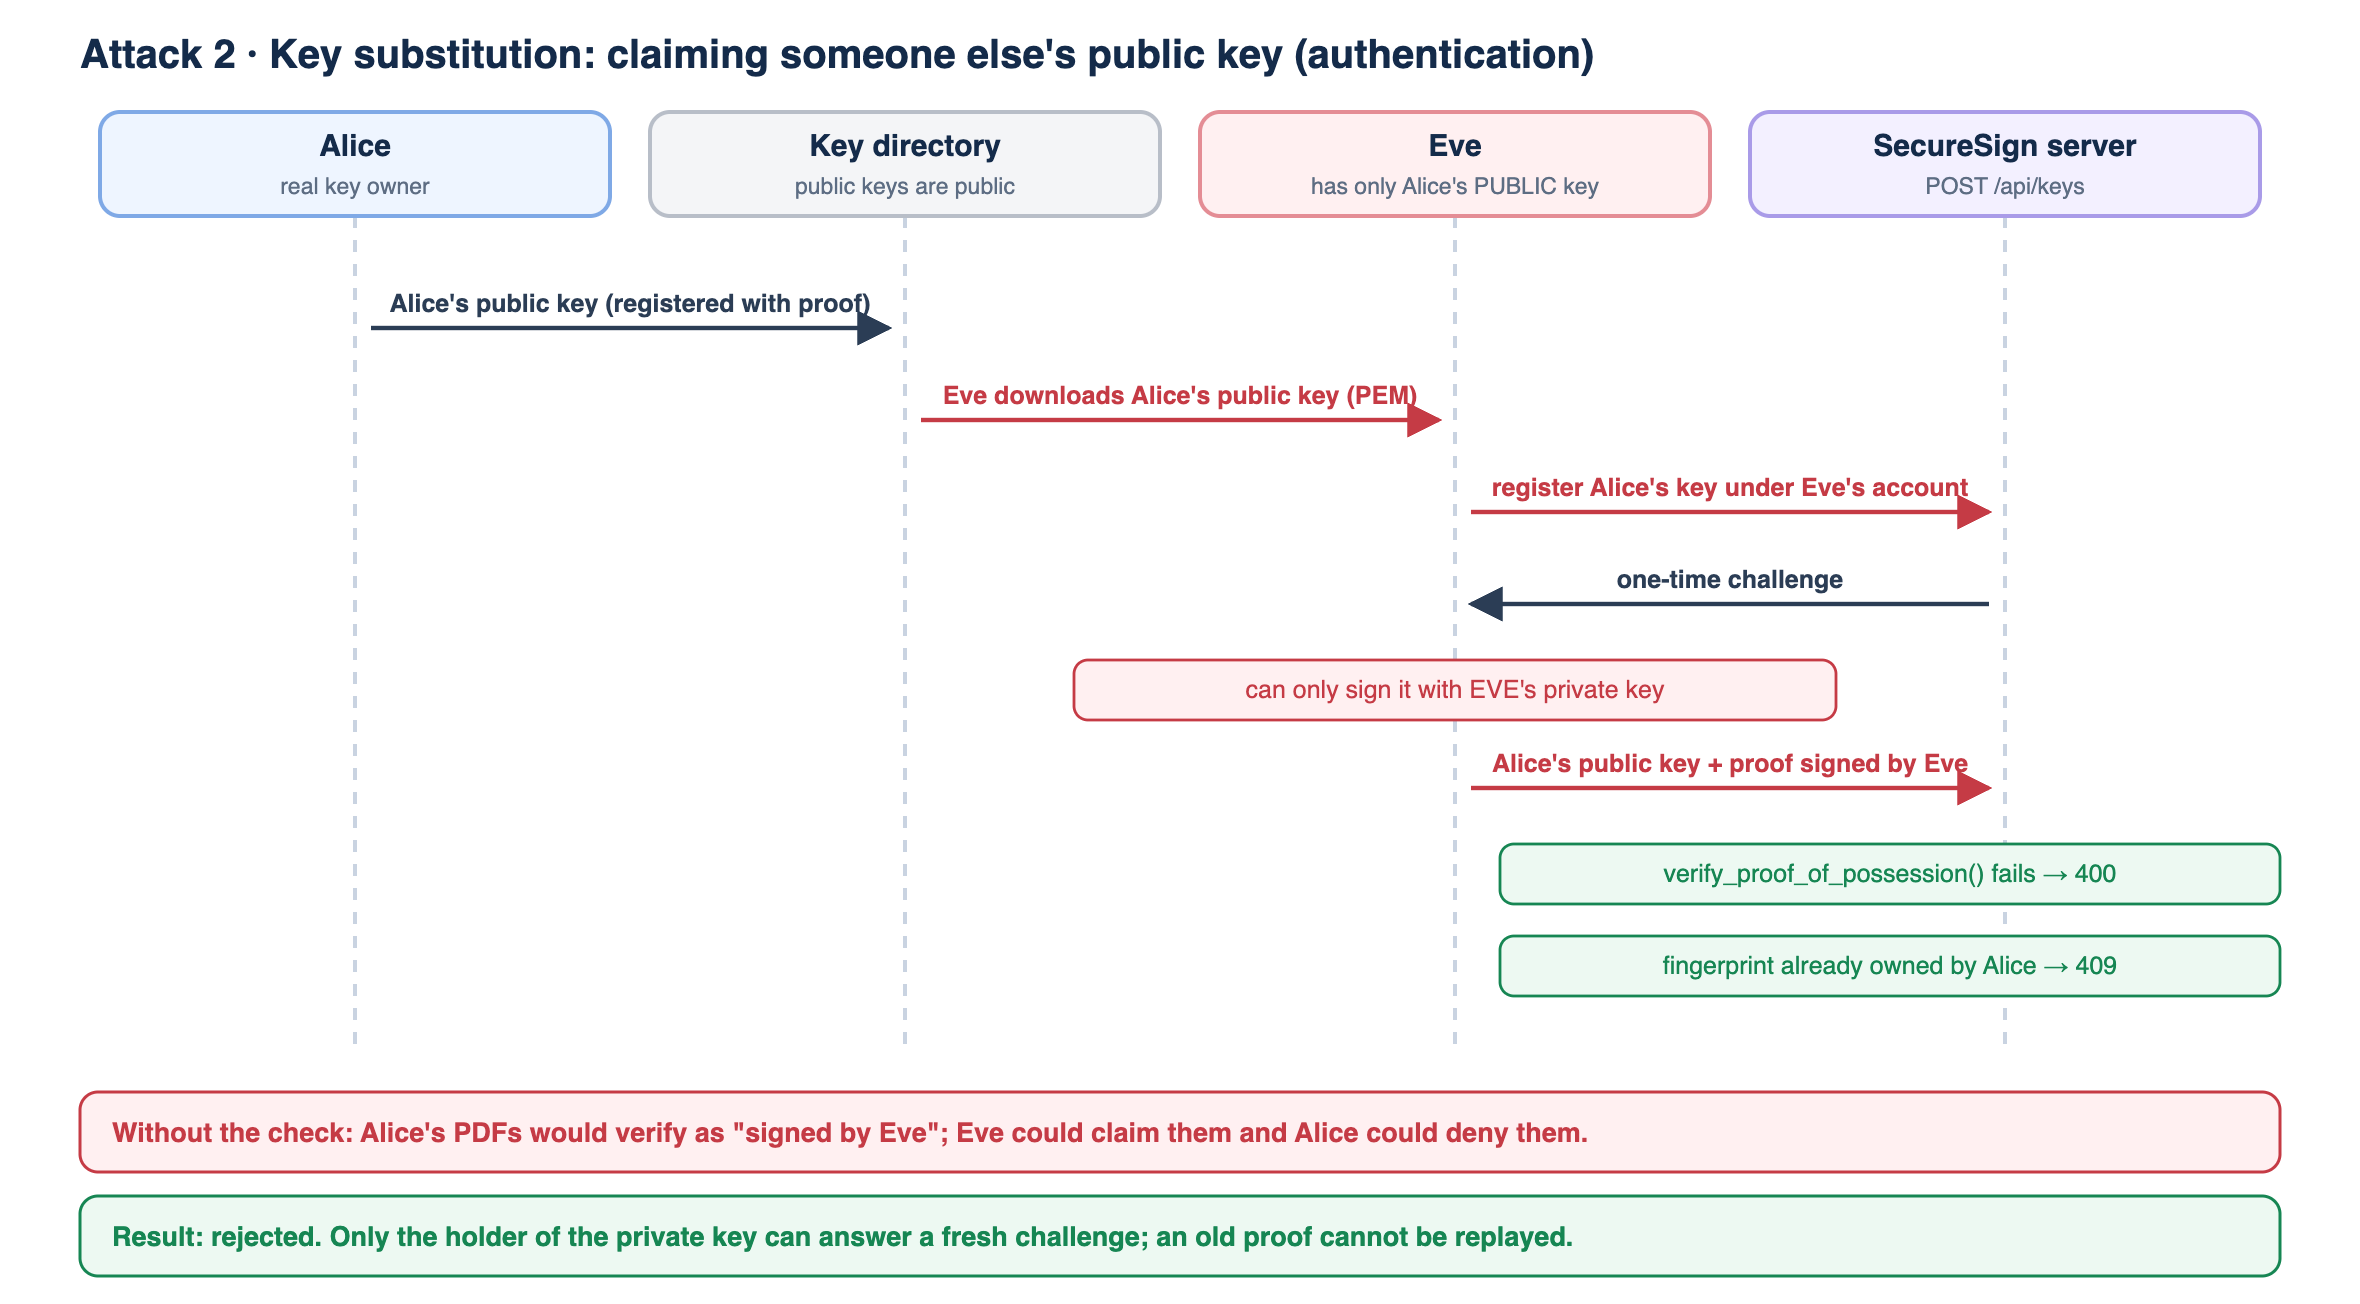 Attack 2 · Key substitution: claiming someone else's public key (authentication)
Alice
real key owner
Key directory
public keys are public
Eve
has only Alice's PUBLIC key
SecureSign server
POST /api/keys
Alice's public key (registered with proof)
Eve downloads Alice's public key (PEM)
register Alice's key under Eve's account
one-time challenge
can only sign it with EVE's private key
Alice's public key + proof signed by Eve
verify_proof_of_possession() fails → 400
fingerprint already owned by Alice → 409
Without the check: Alice's PDFs would verify as "signed by Eve"; Eve could claim them and Alice could deny them.
Result: rejected. Only the holder of the private key can answer a fresh challenge; an old proof cannot be replayed.